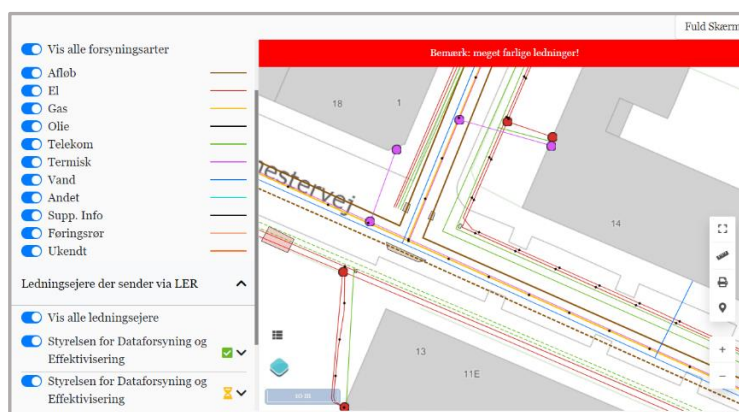 Fuld Skærm
Vis alle forsyningsarter
Afløb
El
Gas
Olie
Telekom
Termisk
Vand
Andet
Supp. Info
Føringsrør
Ukendt
Ledningsejere der sender via LER
Vis alle ledningsejere
Styrelsen for Dataforsyning og
Effektivisering
Styrelsen for Dataforsyning og
Effektivisering
Bemærk: meget farlige ledninger!
18
1
estervej
14
13
11E
10 m